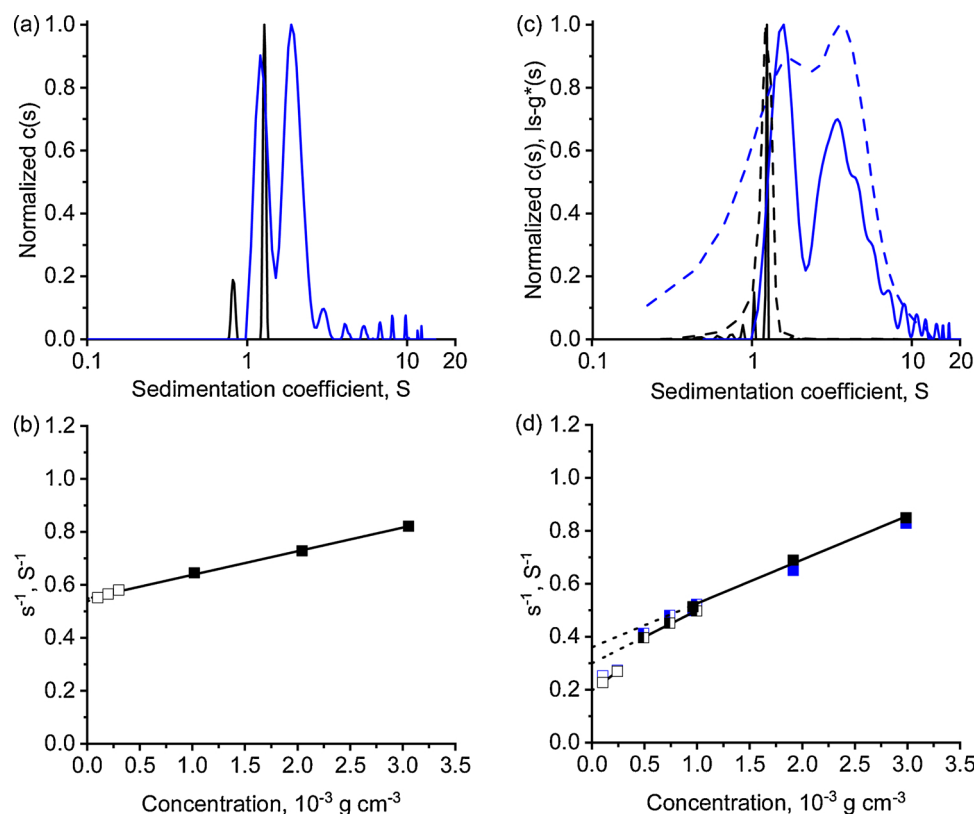 (a)
Normalized c(s)
1.0
0.8
0.6
0.4
0.2
0.0
0.1 1 10 20
Sedimentation coefficient, S
(c)
Normalized c(s), ls-g*(s)
1.0
0.8
0.6
0.4
0.2
0.0
0.1 1 10 20
Sedimentation coefficient, S
(b)
s⁻¹, S⁻¹
1.2
1.0
0.8
0.6
0.4
0.2
0.0
0.0 0.5 1.0 1.5 2.0 2.5 3.0 3.5
Concentration, 10⁻³ g cm⁻³
(d)
s⁻¹, S⁻¹
1.2
1.0
0.8
0.6
0.4
0.2
0.0
0.0 0.5 1.0 1.5 2.0 2.5 3.0 3.5
Concentration, 10⁻³ g cm⁻³